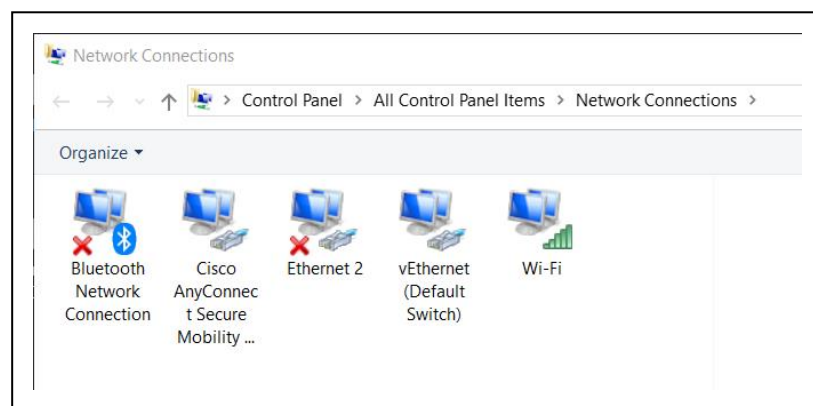 Network Connections
Control Panel > All Control Panel Items > Network Connections >
Organize
Bluetooth
Network
Connection
Cisco
AnyConnec
t Secure
Mobility ...
Ethernet 2
vEthernet
(Default
Switch)
Wi-Fi